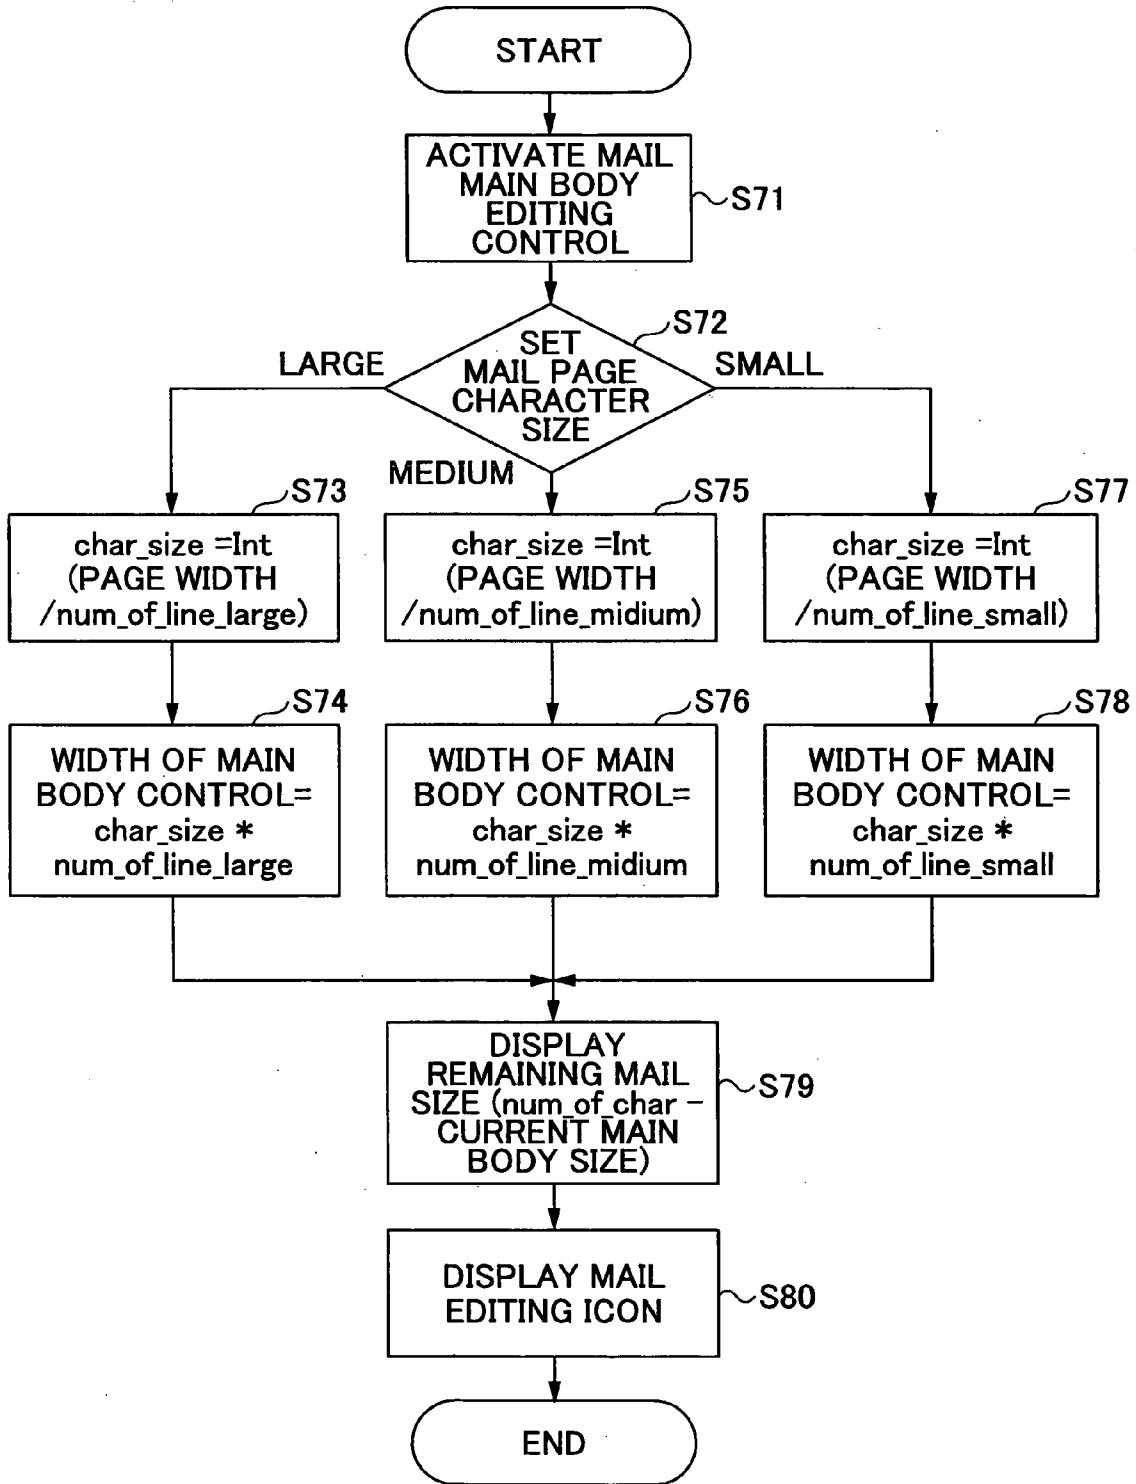 START
ACTIVATE MAIL
MAIN BODY
EDITING
CONTROL
S71
S72
SET
MAIL PAGE
CHARACTER
SIZE
LARGE
SMALL
MEDIUM
S73
char_size =Int
(PAGE WIDTH
/num_of_line_large)
S75
char_size =Int
(PAGE WIDTH
/num_of_line_midium)
S77
char_size =Int
(PAGE WIDTH
/num_of_line_small)
S74
WIDTH OF MAIN
BODY CONTROL=
char_size *
num_of_line_large
S76
WIDTH OF MAIN
BODY CONTROL=
char_size *
num_of_line_midium
S78
WIDTH OF MAIN
BODY CONTROL=
char_size *
num_of_line_small
DISPLAY
REMAINING MAIL
SIZE (num_of_char –
CURRENT MAIN
BODY SIZE)
S79
DISPLAY MAIL
EDITING ICON
S80
END